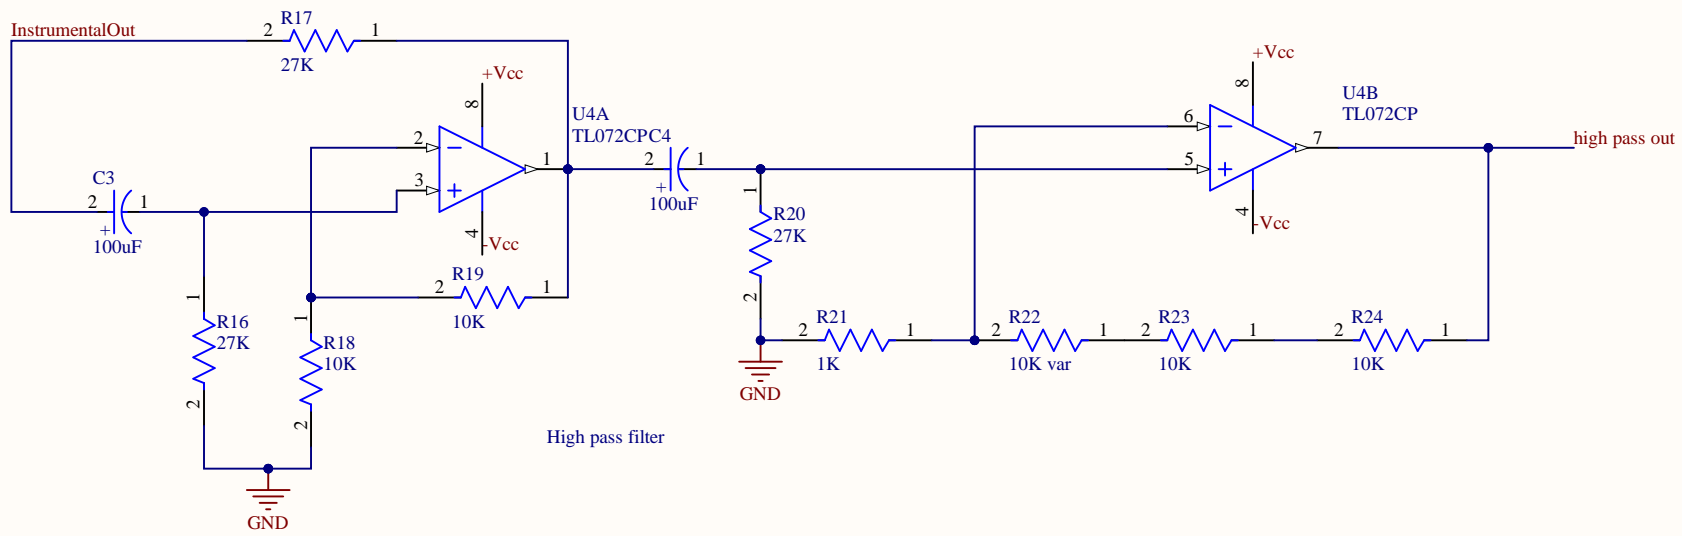 InstrumentalOut
2
R17
1
27K
+Vcc
8
U4A
TL072CPC4
2
1
3
4
-Vcc
C3
2
1
+
100uF
2
1
+
100uF
R19
2
1
10K
1
R16
27K
2
1
R18
10K
2
GND
High pass filter
1
R20
27K
2
GND
2
R21
1
1K
2
R22
1
10K var
2
R23
1
10K
2
R24
1
10K
+Vcc
8
U4B
TL072CP
6
5
7
4
-Vcc
high pass out